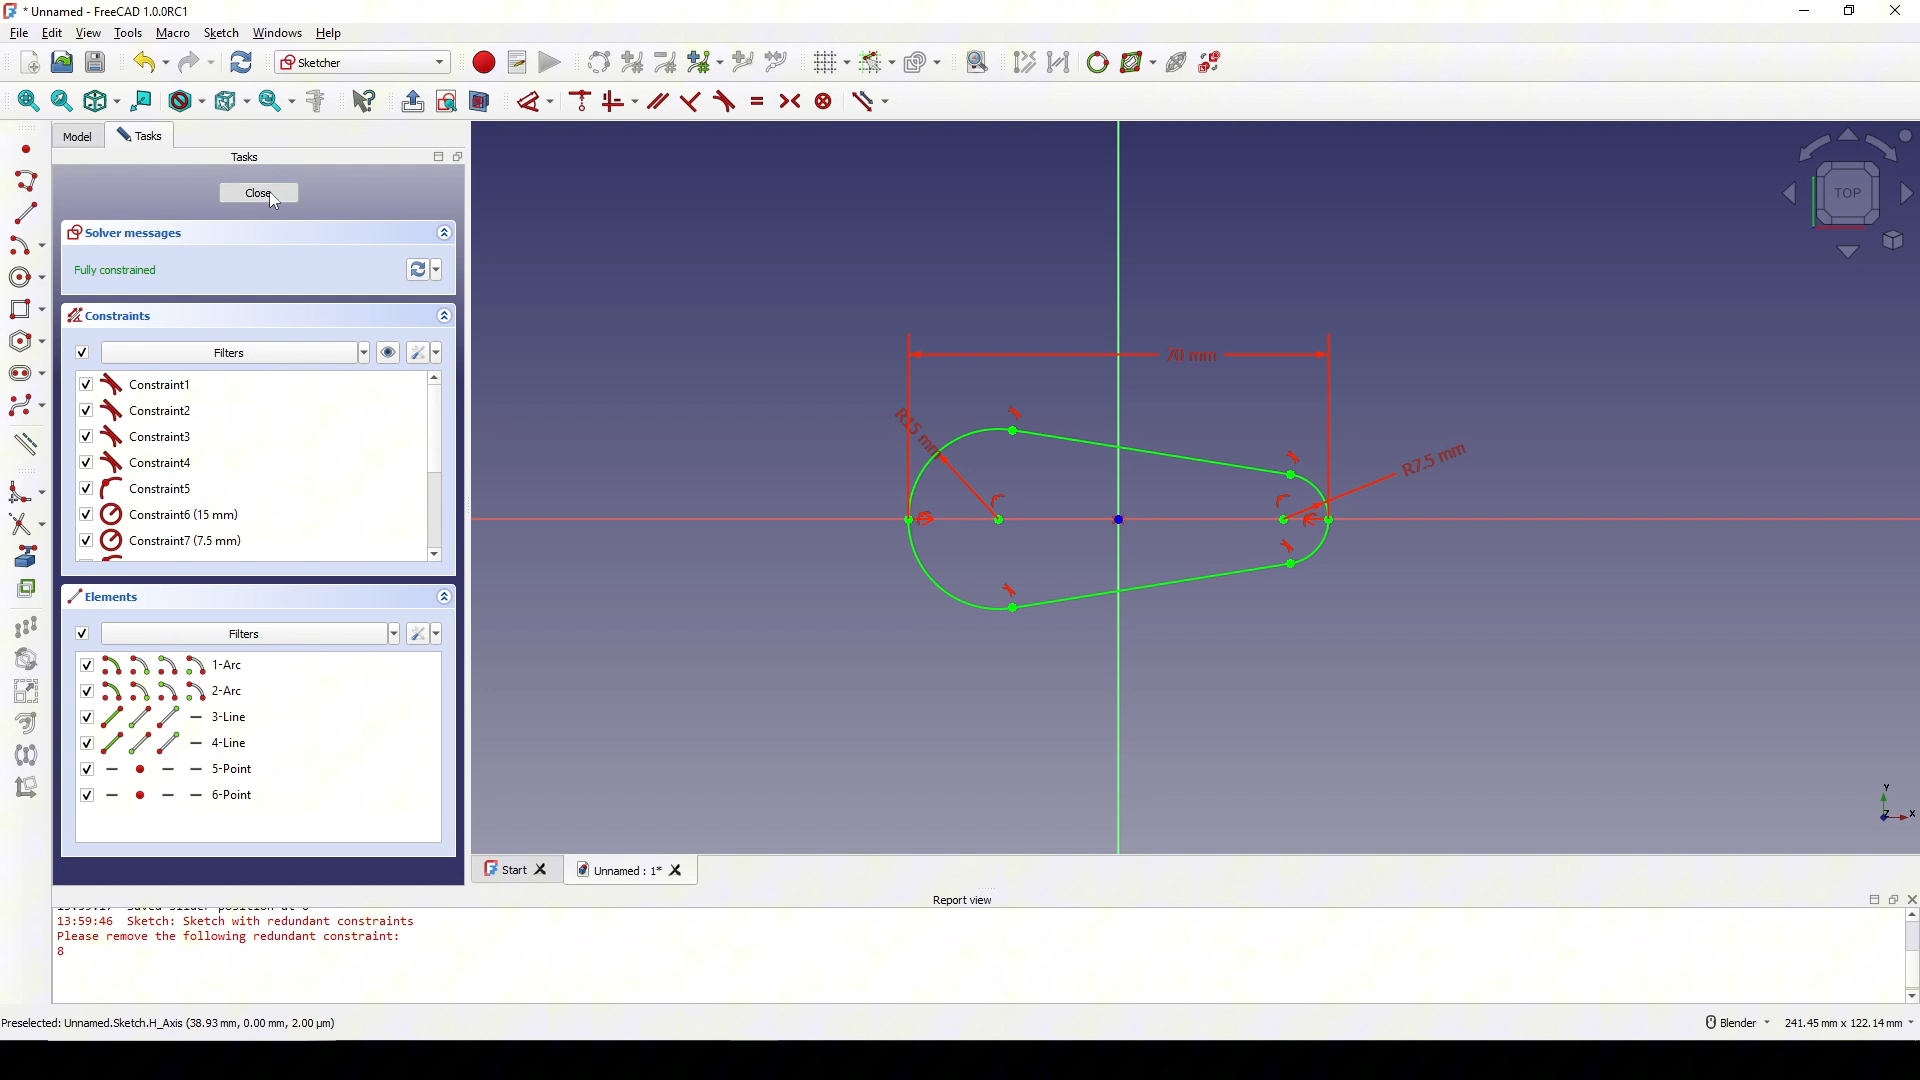 * Unnamed - FreeCAD 1.0.0RC1
File Edit View Tools Macro Sketch Windows Help
Sketcher
Model
Tasks
Tasks
Close
Solver messages
Fully constrained
Constraints
Filters
Constraint1
Constraint2
Constraint3
Constraint4
Constraint5
Constraint6 (15 mm)
Constraint7 (7.5 mm)
Elements
Filters
1-Arc
2-Arc
3-Line
4-Line
5-Point
6-Point
70 mm
R15 mm
R7.5 mm
TOP
Y
Z
X
Start
Unnamed : 1*
Report view
13:59:46 Sketch: Sketch with redundant constraints
Please remove the following redundant constraint:
8
Preselected: Unnamed.Sketch.H_Axis (38.93 mm, 0.00 mm, 2.00 µm)
Blender
241.45 mm x 122.14 mm